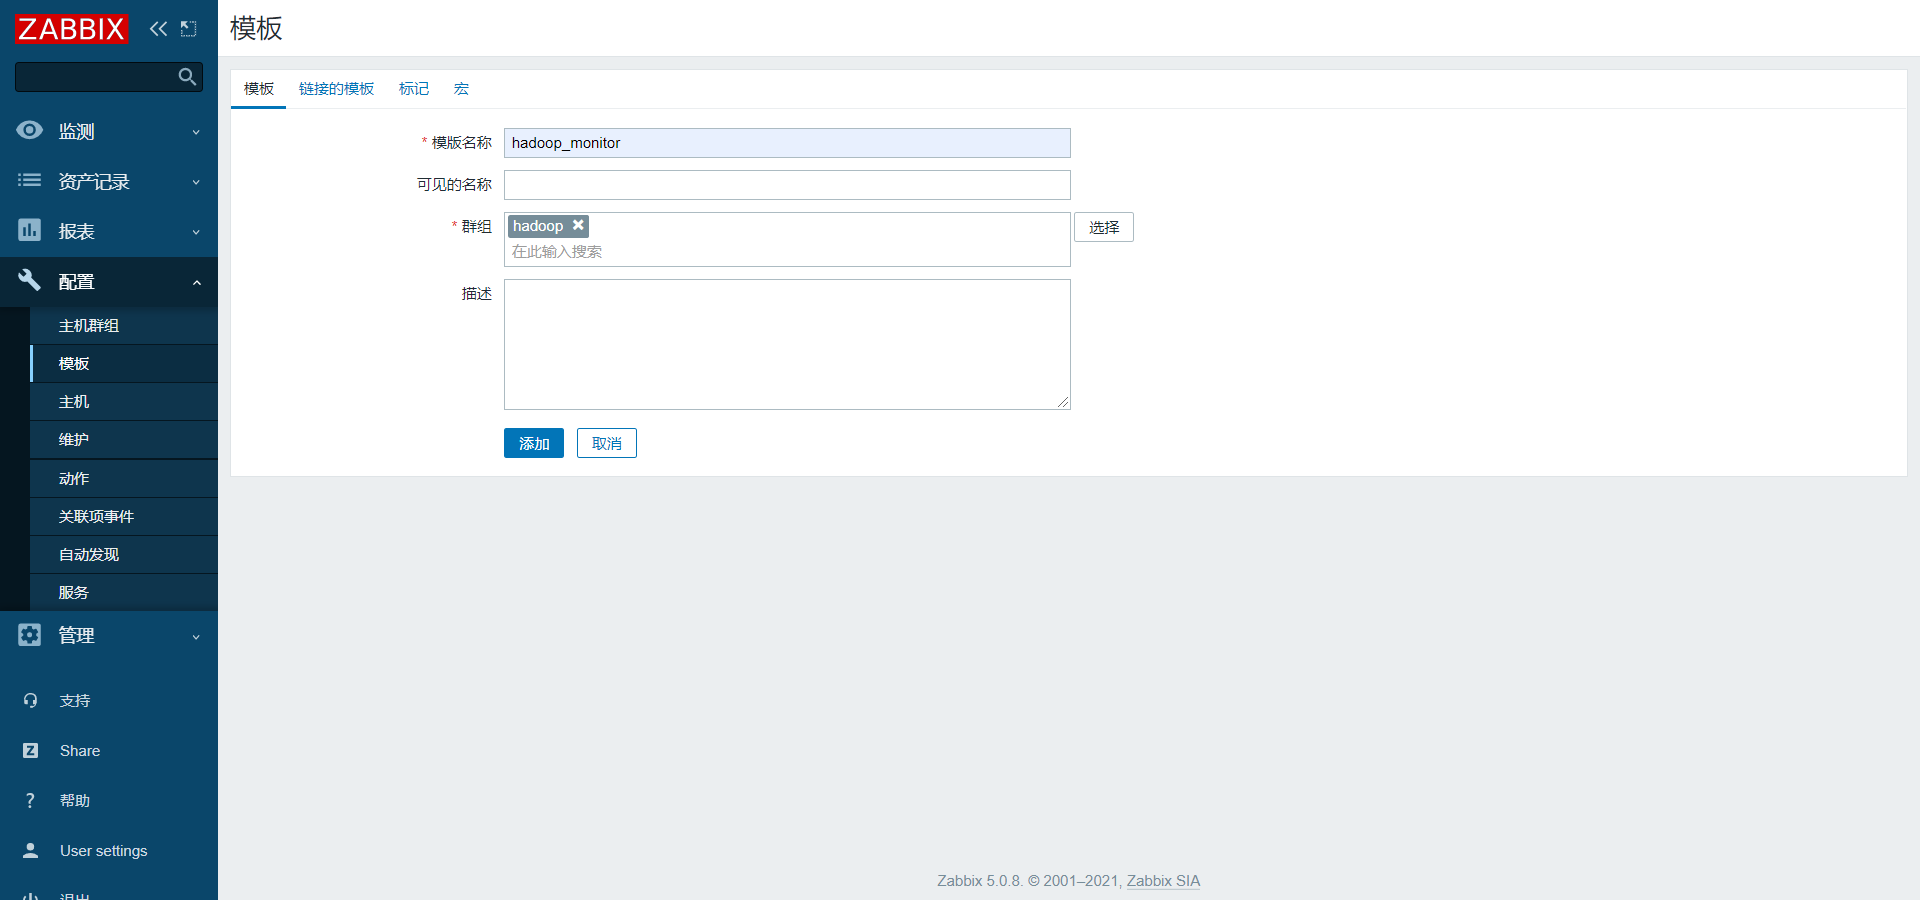 ZABBIX
监测
资产记录
报表
配置
主机群组
模板
主机
维护
动作
关联项事件
自动发现
服务
管理
支持
Share
帮助
User settings
退出
模板
模板 链接的模板 标记 宏
* 模版名称 hadoop_monitor
可见的名称
* 群组 hadoop 选择
在此输入搜索
描述
添加 取消
Zabbix 5.0.8. © 2001–2021, Zabbix SIA